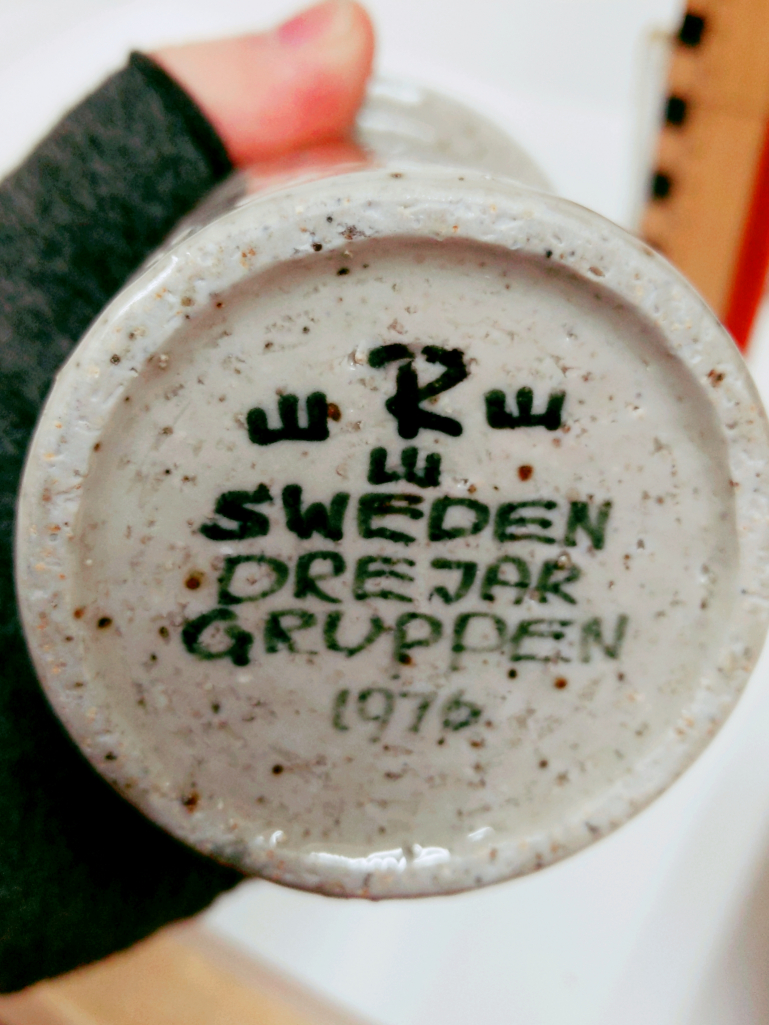 R
SWEDEN
DREJAR
GRUPPEN
1976